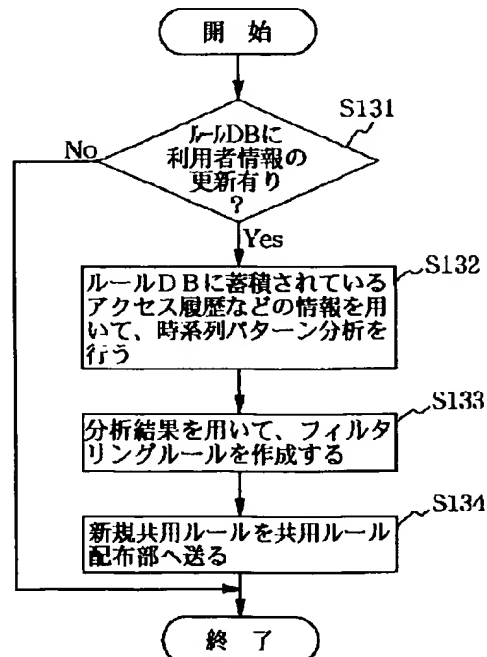 開 始
S131
ルールDBに
利用者情報の
更新有り
?
No
Yes
S132
ルールDBに蓄積されている
アクセス履歴などの情報を用
いて、時系列パターン分析を
行う
S133
分析結果を用いて、フィルタ
リングルールを作成する
S134
新規共用ルールを共用ルール
配布部へ送る
終 了